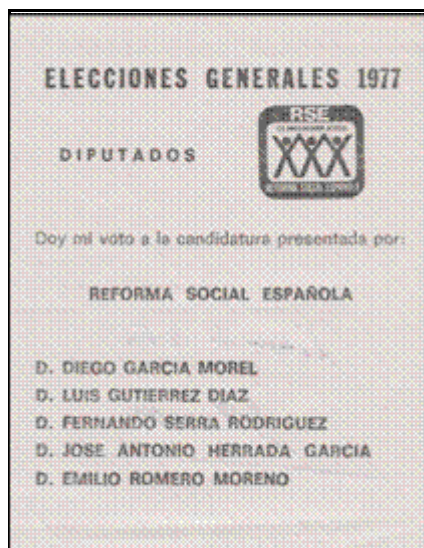 ELECCIONES GENERALES 1977
RSE
DIPUTADOS
Doy mi voto a la candidatura presentada por:
REFORMA SOCIAL ESPAÑOLA
D. DIEGO GARCIA MOREL
D. LUIS GUTIERREZ DIAZ
D. FERNANDO SERRA RODRIGUEZ
D. JOSE ANTONIO HERRADA GARCIA
D. EMILIO ROMERO MORENO